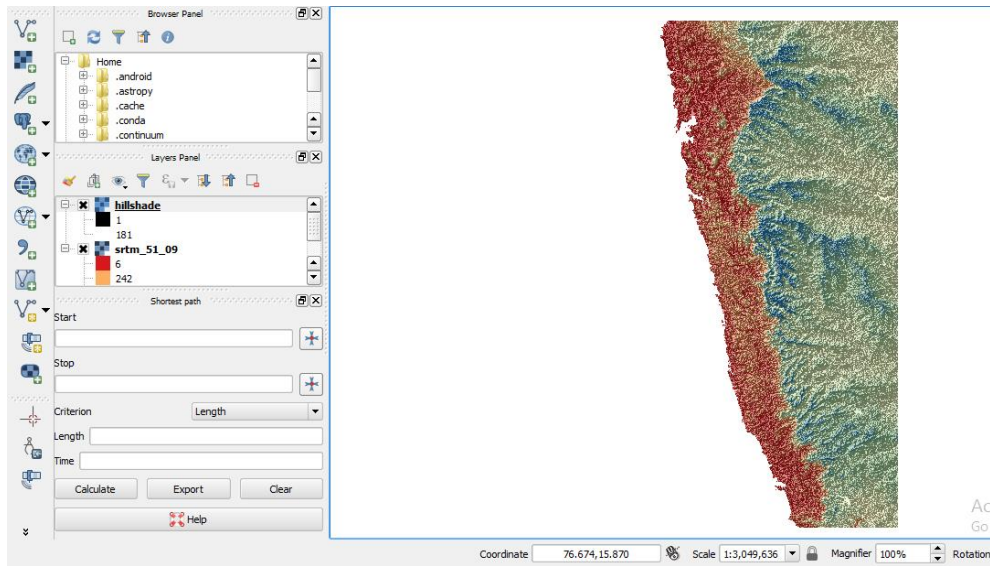 Browser Panel
Home
.android
.astropy
.cache
.conda
.continuum
Layers Panel
hillshade
1
181
srtm_51_09
6
242
Shortest path
Start
Stop
Criterion
Length
Length
Time
Calculate Export Clear
Help
Ac
Go
Coordinate 76.674,15.870 Scale 1:3,049,636 Magnifier 100% Rotation